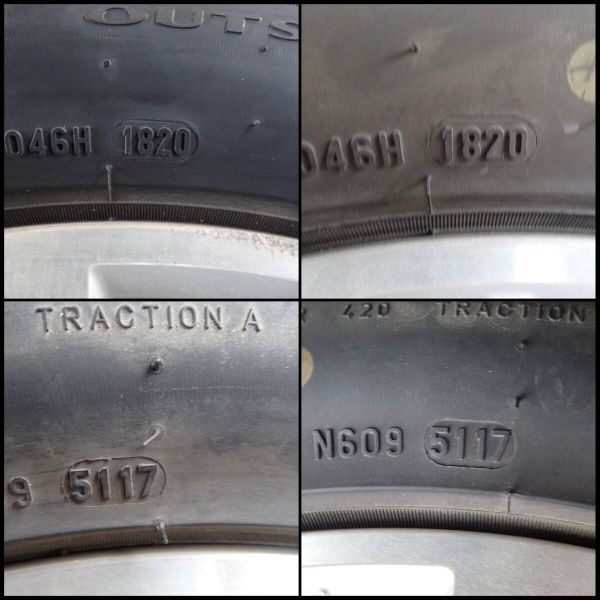 OUTS
046H 1820
046H 1820
TRACTION A
9 5117
420 TRACTION
N609 5117